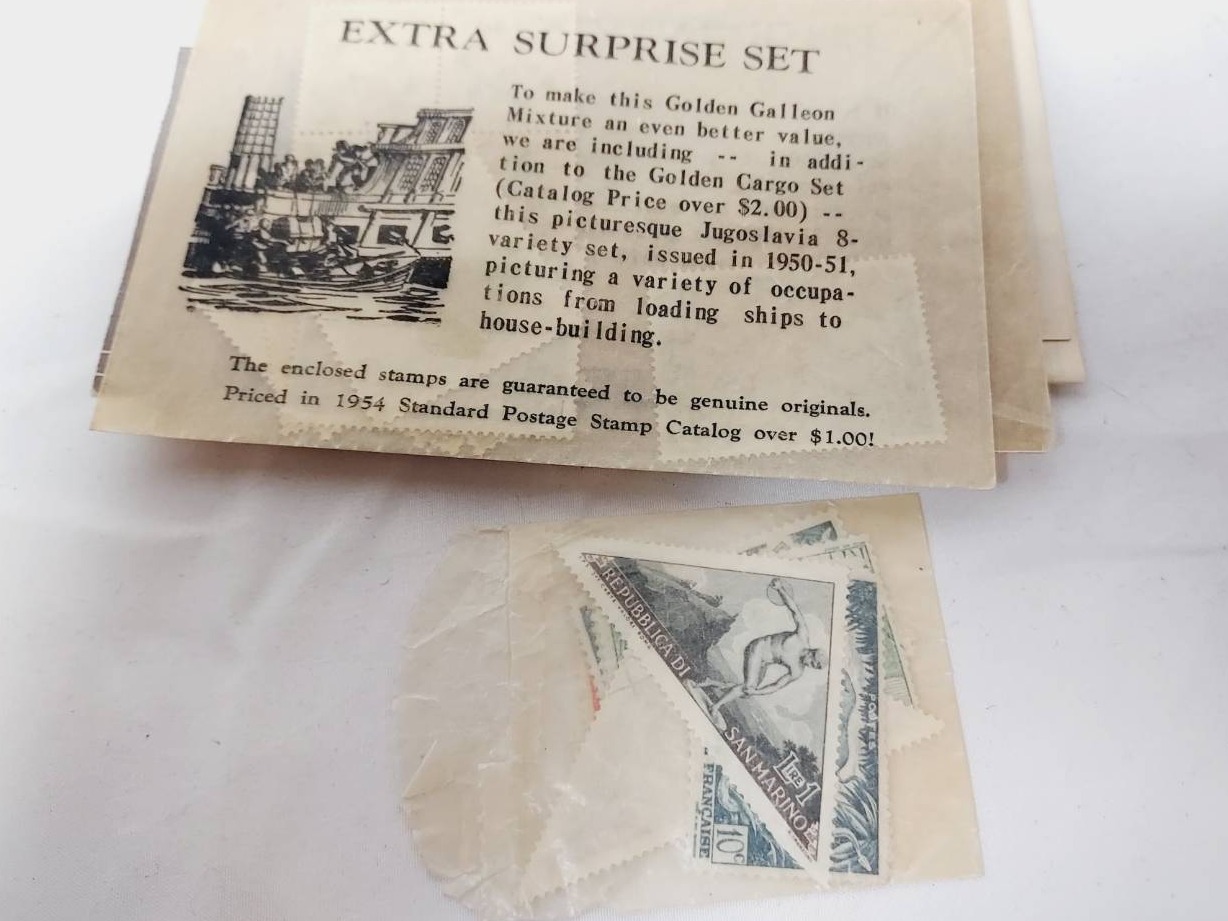 EXTRA SURPRISE SET
To make this Golden Galleon
Mixture an even better value,
we are including -- in addi-
tion to the Golden Cargo Set
(Catalog Price over $2.00) --
this picturesque Jugoslavia 8-
variety set, issued in 1950-51,
picturing a variety of occupa-
tions from loading ships to
house-building.
The enclosed stamps are guaranteed to be genuine originals.
Priced in 1954 Standard Postage Stamp Catalog over $1.00!
REPUBBLICA DI
SAN MARINO
LIRE 1
POSTES
FRANÇAISE
10c